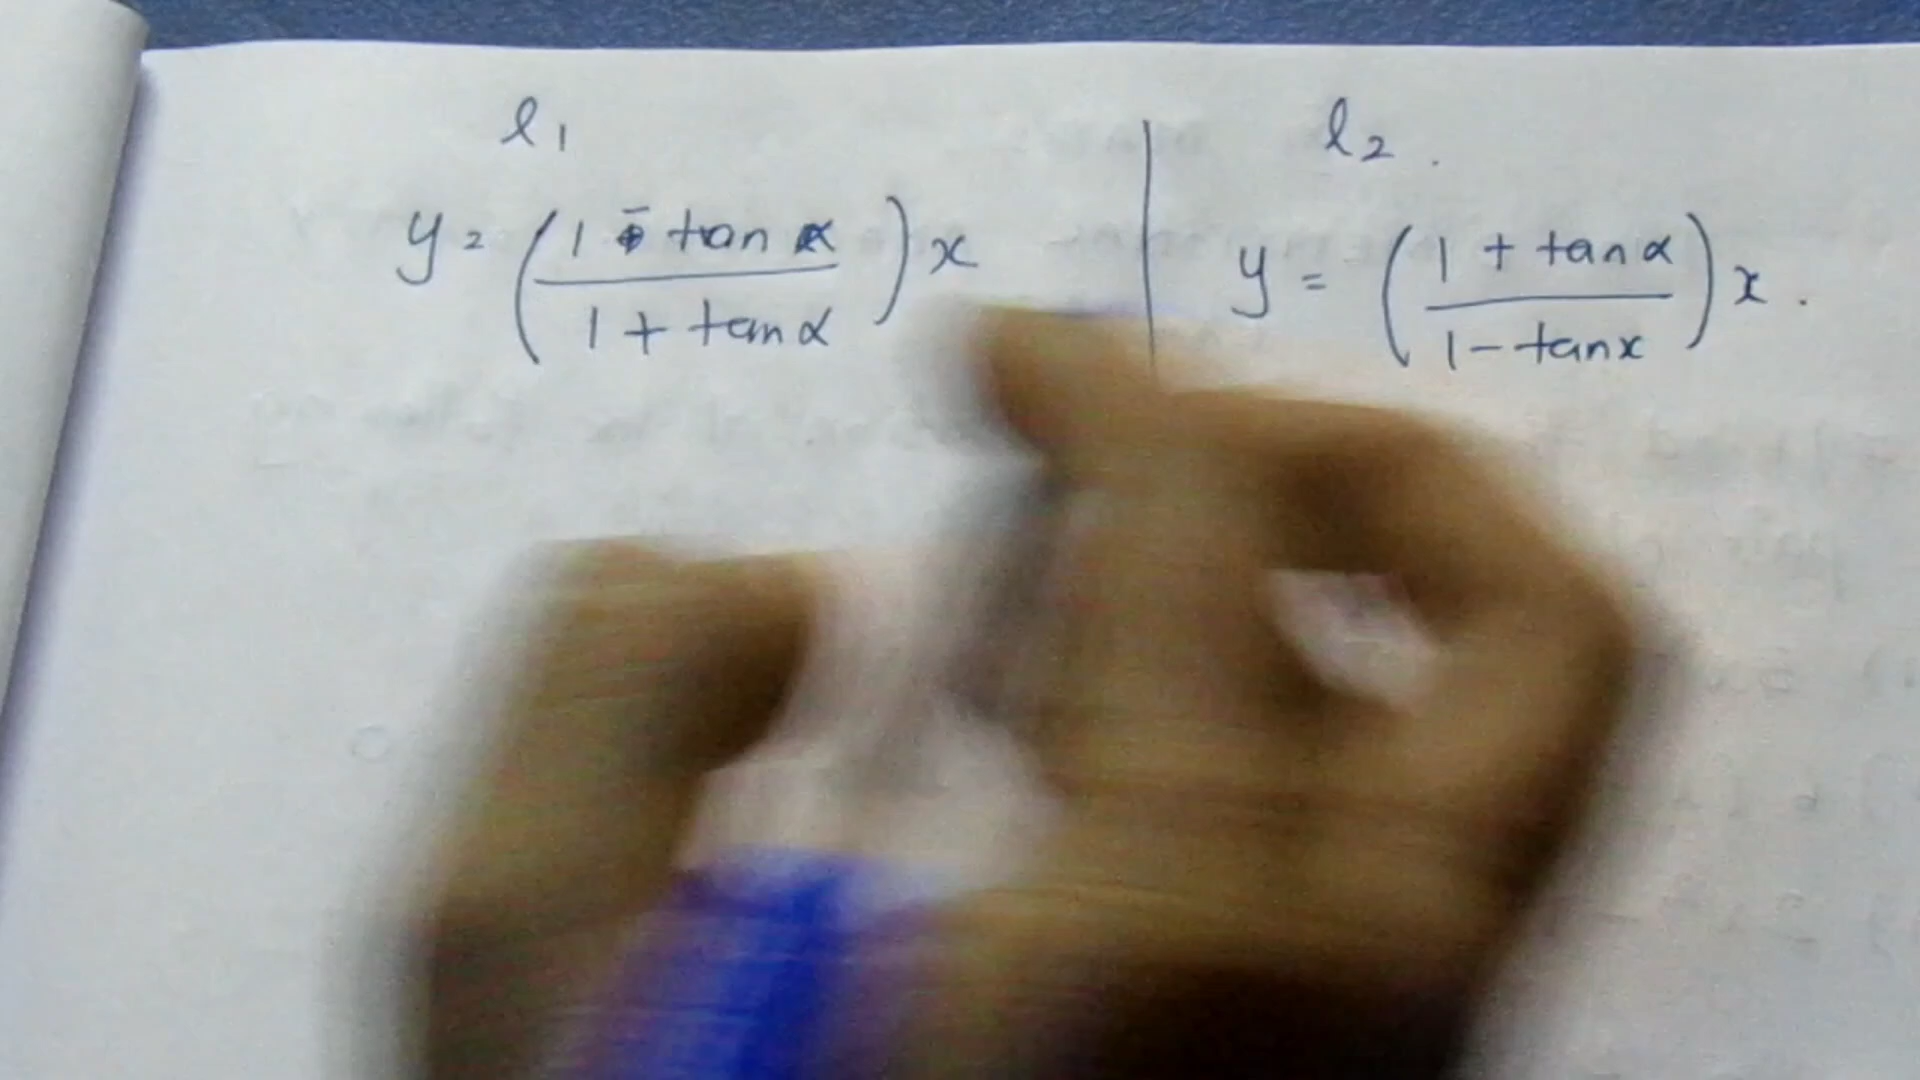 l1
y = (1 - tan α / 1 + tan α) x
l2 .
y = (1 + tan α / 1 - tan x) x .